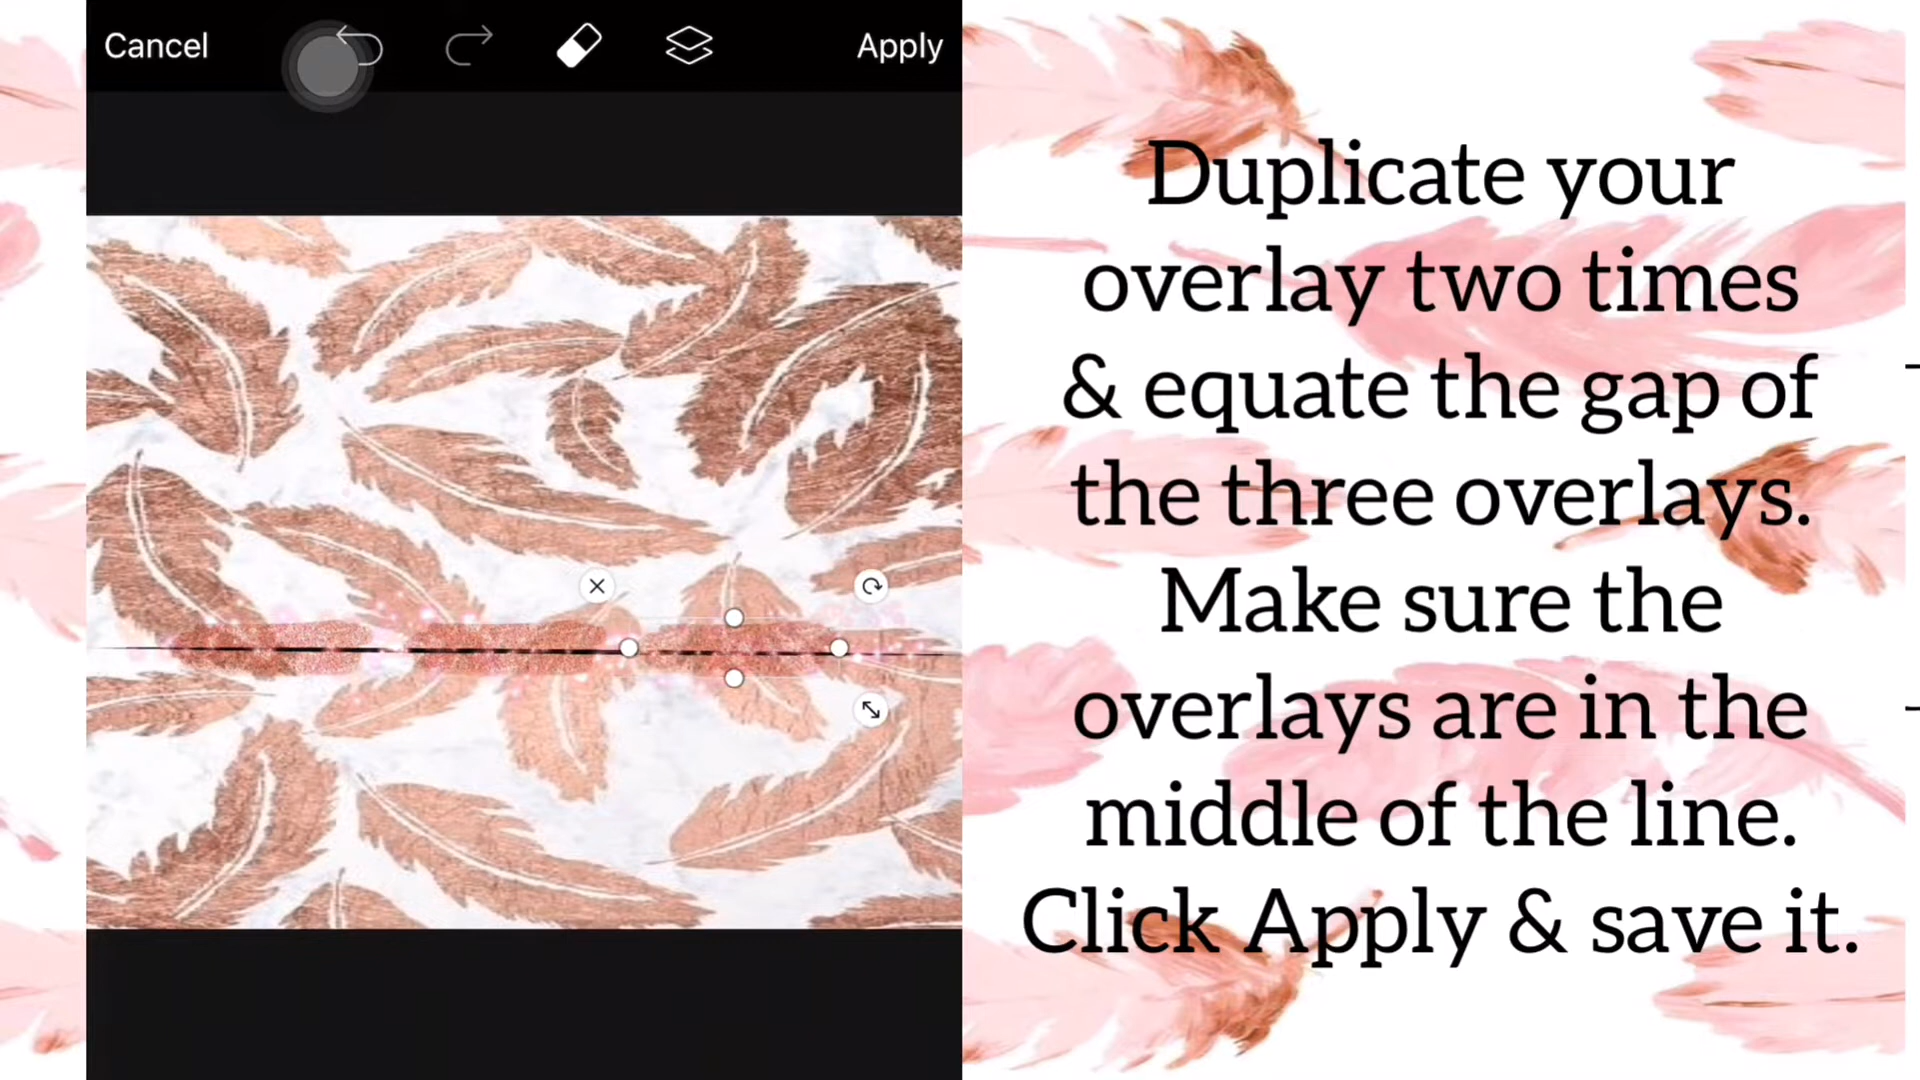 Cancel
Apply
Duplicate your
overlay two times
& equate the gap of
the three overlays.
Make sure the
overlays are in the
middle of the line.
Click Apply & save it.